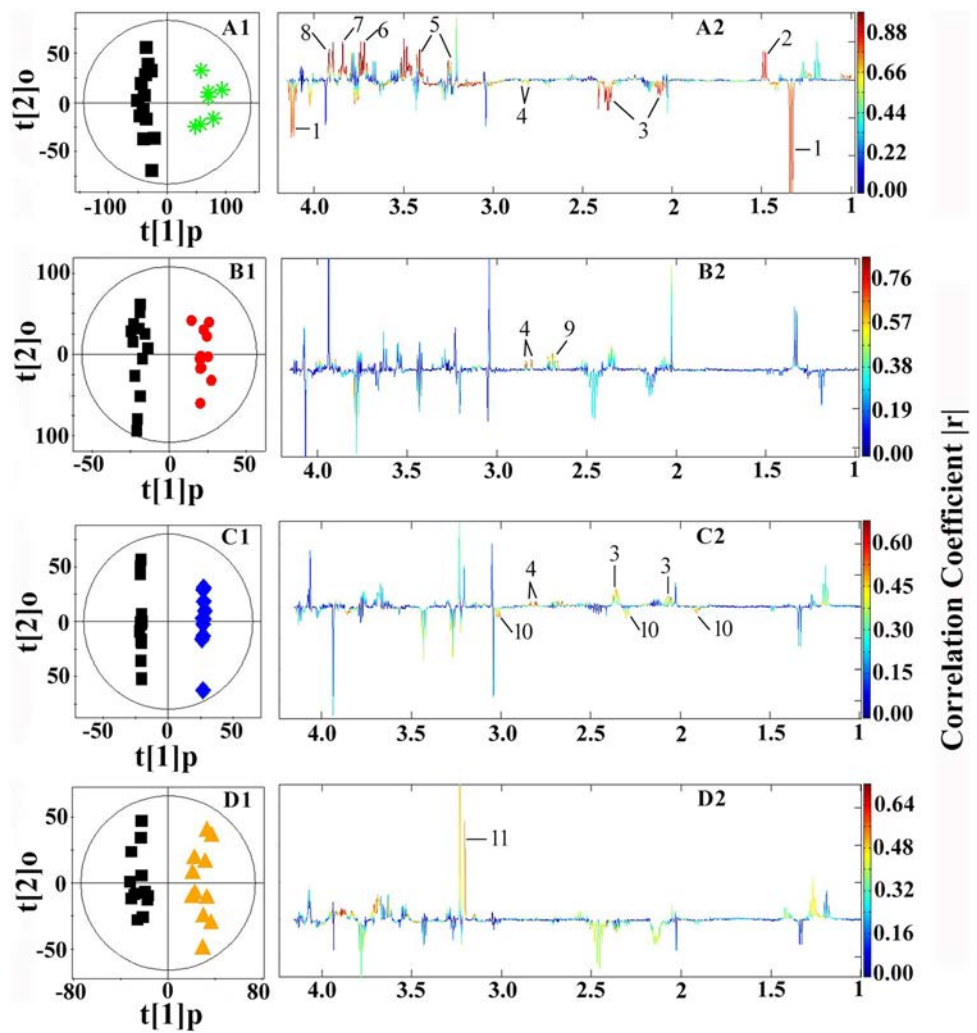 A1
t[2]o
50
0
-50
-100 0 100
t[1]p
A2
8 7 6 5 2
1 4 3 1
4.0 3.5 3.0 2.5 2 1.5 1
0.88
0.66
0.44
0.22
0.00
B1
t[2]o
100
50
0
50
100
-50 0 50
t[1]p
B2
4 9
4.0 3.5 3.0 2.5 2 1.5 1
0.76
0.57
0.38
0.19
0.00
C1
t[2]o
50
0
50
-50 0 50
t[1]p
C2
4 3 3
10 10 10
4.0 3.5 3.0 2.5 2 1.5 1
0.60
0.45
0.30
0.15
0.00
D1
t[2]o
50
0
-50
-80 0 80
t[1]p
D2
11
4.0 3.5 3.0 2.5 2 1.5 1
0.64
0.48
0.32
0.16
0.00
Correlation Coefficient |r|